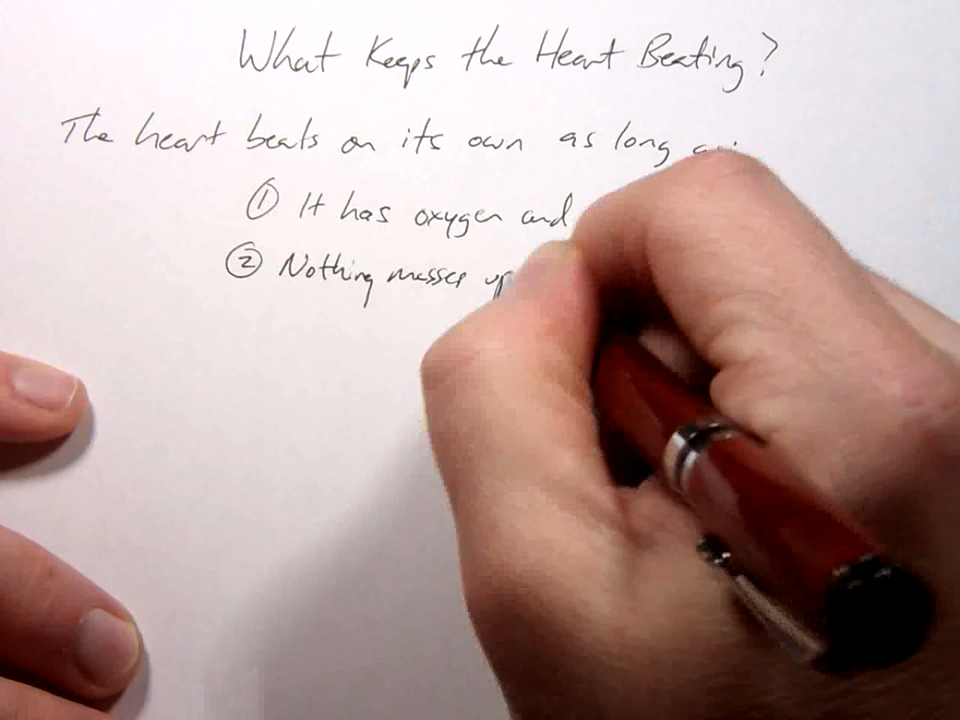 What Keeps the Heart Beating?
The heart beats on its own as long
① It has oxygen and
② Nothing messes up